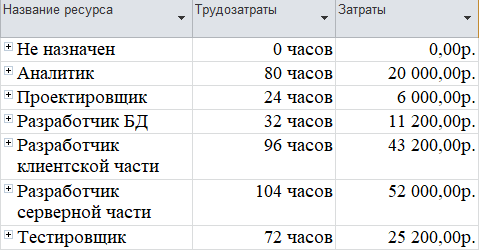 Название ресурса Трудозатраты Затраты
Не назначен 0 часов 0,00р.
Аналитик 80 часов 20 000,00р.
Проектировщик 24 часов 6 000,00р.
Разработчик БД 32 часов 11 200,00р.
Разработчик 96 часов 43 200,00р.
клиентской части
Разработчик 104 часов 52 000,00р.
серверной части
Тестировщик 72 часов 25 200,00р.